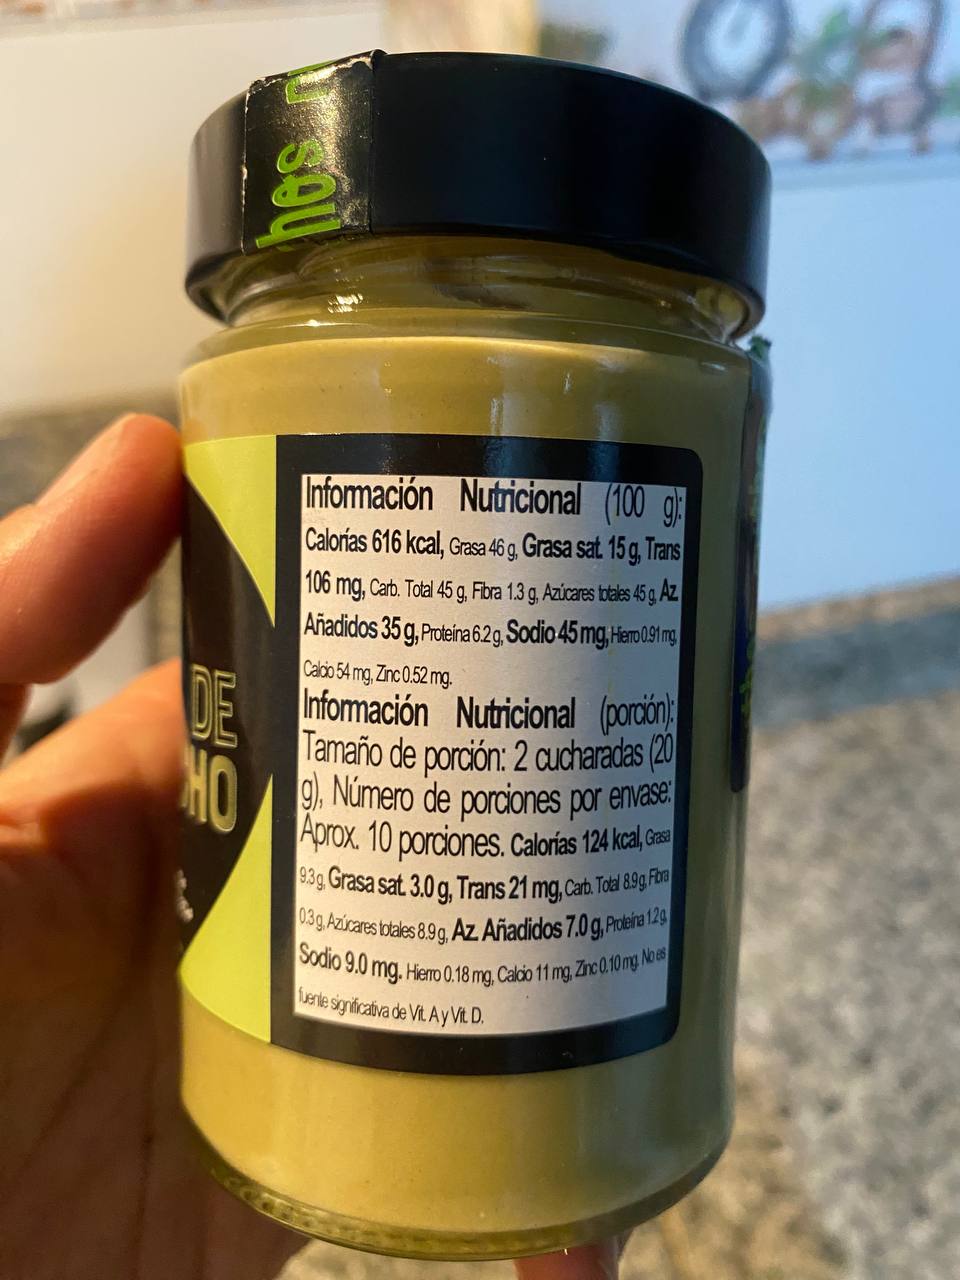 hos
DE
HO
Información Nutricional (100 g):
Calorías 616 kcal, Grasa 46 g, Grasa sat. 15 g, Trans
106 mg, Carb. Total 45 g, Fibra 1.3 g, Azúcares totales 45 g, Az.
Añadidos 35 g, Proteína 6.2 g, Sodio 45 mg, Hierro 0.91 mg,
Calcio 54 mg, Zinc 0.52 mg.
Información Nutricional (porción):
Tamaño de porción: 2 cucharadas (20
g), Número de porciones por envase:
Aprox. 10 porciones. Calorías 124 kcal, Grasa
9.3 g, Grasa sat. 3.0 g, Trans 21 mg, Carb. Total 8.9 g, Fibra
0.3 g, Azúcares totales 8.9 g, Az. Añadidos 7.0 g, Proteína 1.2 g,
Sodio 9.0 mg. Hierro 0.18 mg, Calcio 11 mg, Zinc 0.10 mg. No es
fuente significativa de Vit. A y Vit. D.